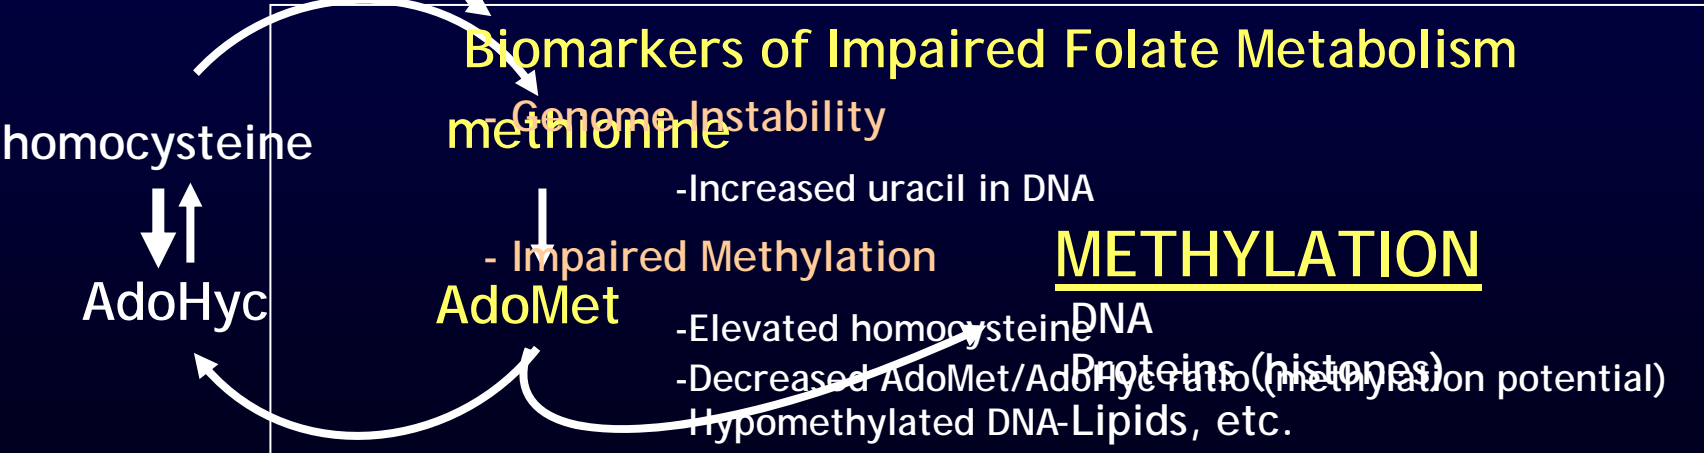 Biomarkers of Impaired Folate Metabolism
- Genome Instability
homocysteine
methionine
-Increased uracil in DNA
- Impaired Methylation
METHYLATION
AdoHyc
AdoMet
-Elevated homocysteine
-DNA
-Proteins (histones)
-Decreased AdoMet/AdoHyc ratio (methylation potential)
-Hypomethylated DNA
-Lipids, etc.